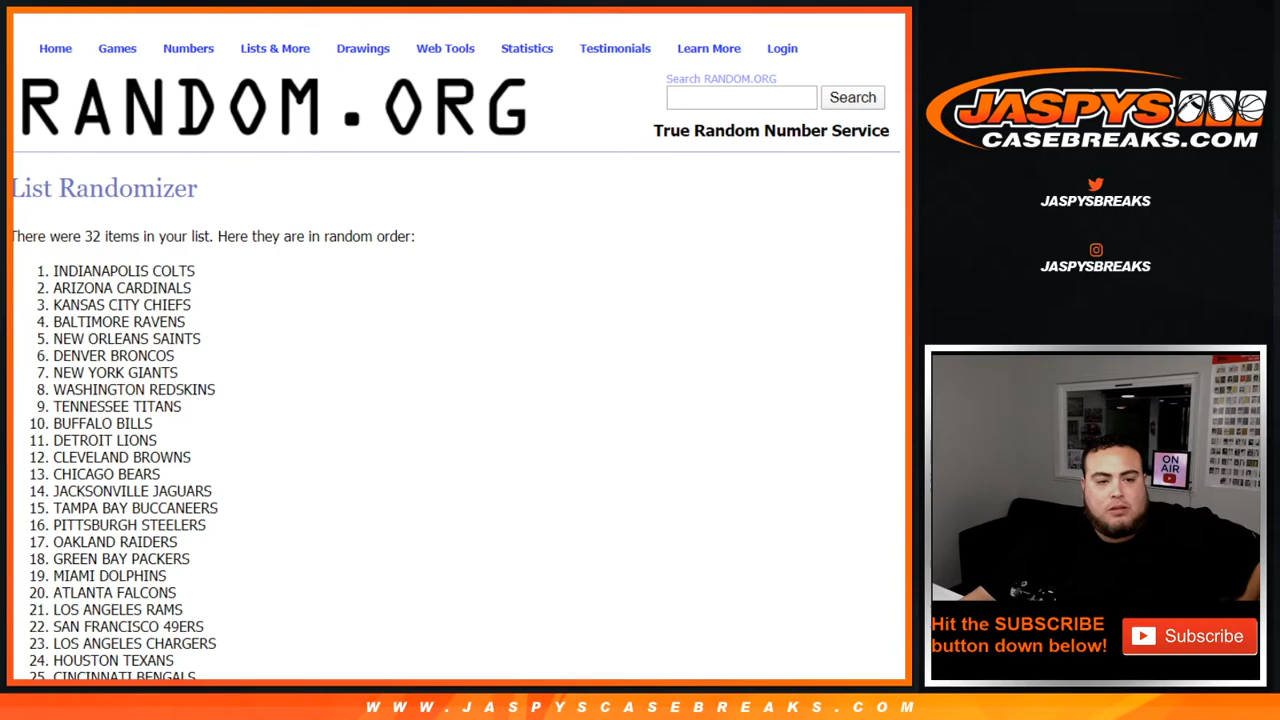 Home Games Numbers Lists & More Drawings Web Tools Statistics Testimonials Learn More Login
RANDOM.ORG
Search RANDOM.ORG
Search
True Random Number Service
List Randomizer
There were 32 items in your list. Here they are in random order:
1. INDIANAPOLIS COLTS
2. ARIZONA CARDINALS
3. KANSAS CITY CHIEFS
4. BALTIMORE RAVENS
5. NEW ORLEANS SAINTS
6. DENVER BRONCOS
7. NEW YORK GIANTS
8. WASHINGTON REDSKINS
9. TENNESSEE TITANS
10. BUFFALO BILLS
11. DETROIT LIONS
12. CLEVELAND BROWNS
13. CHICAGO BEARS
14. JACKSONVILLE JAGUARS
15. TAMPA BAY BUCCANEERS
16. PITTSBURGH STEELERS
17. OAKLAND RAIDERS
18. GREEN BAY PACKERS
19. MIAMI DOLPHINS
20. ATLANTA FALCONS
21. LOS ANGELES RAMS
22. SAN FRANCISCO 49ERS
23. LOS ANGELES CHARGERS
24. HOUSTON TEXANS
25. CINCINNATI BENGALS
JASPYS
CASEBREAKS.COM
JASPYSBREAKS
JASPYSBREAKS
ON
AIR
Hit the SUBSCRIBE
button down below!
Subscribe
WWW.JASPYSCASEBREAKS.COM